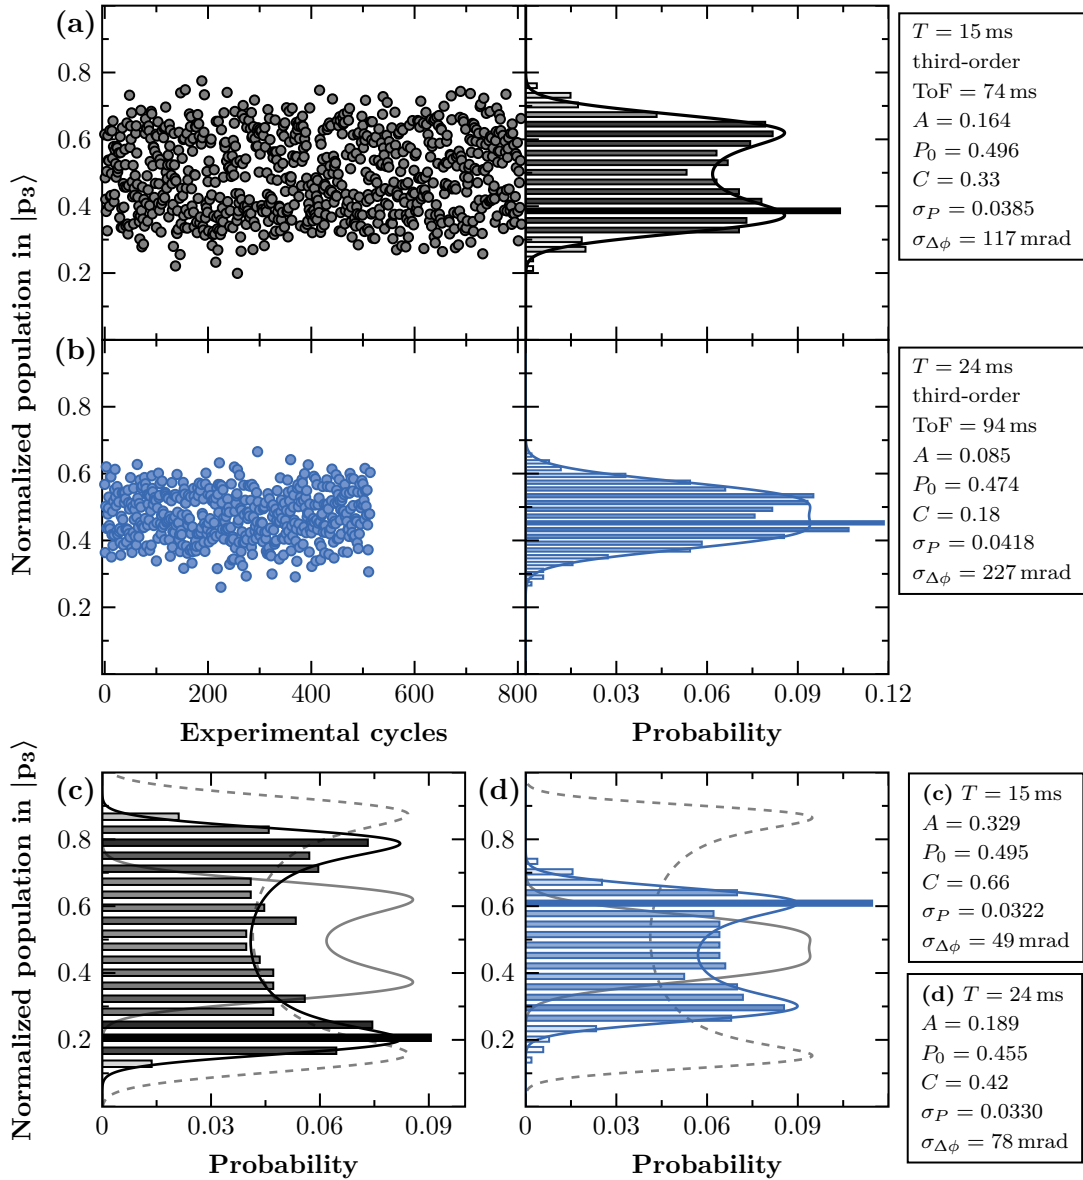 (a)
0.8
0.6
0.4
0.2
T = 15 ms
third-order
ToF = 74 ms
A = 0.164
P₀ = 0.496
C = 0.33
σ_P = 0.0385
σ_Δϕ = 117 mrad
Normalized population in |p₃⟩
(b)
0.8
0.6
0.4
0.2
T = 24 ms
third-order
ToF = 94 ms
A = 0.085
P₀ = 0.474
C = 0.18
σ_P = 0.0418
σ_Δϕ = 227 mrad
0 200 400 600 800
Experimental cycles
0.03 0.06 0.09 0.12
Probability
Normalized population in |p₃⟩
(c)
0.8
0.6
0.4
0.2
0 0.03 0.06 0.09
Probability
(d)
0.8
0.6
0.4
0.2
0 0.03 0.06 0.09
Probability
(c) T = 15 ms
A = 0.329
P₀ = 0.495
C = 0.66
σ_P = 0.0322
σ_Δϕ = 49 mrad
(d) T = 24 ms
A = 0.189
P₀ = 0.455
C = 0.42
σ_P = 0.0330
σ_Δϕ = 78 mrad